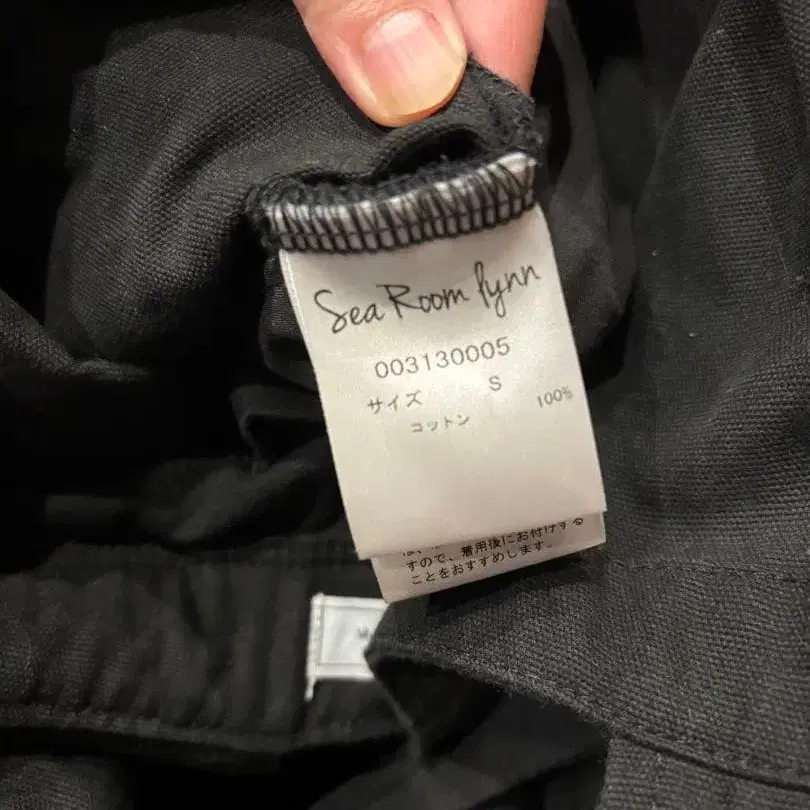 Sea Room lynn
003130005
サイズ S
コットン 100%
すので、着用後にお付けする
ことをおすすめします。